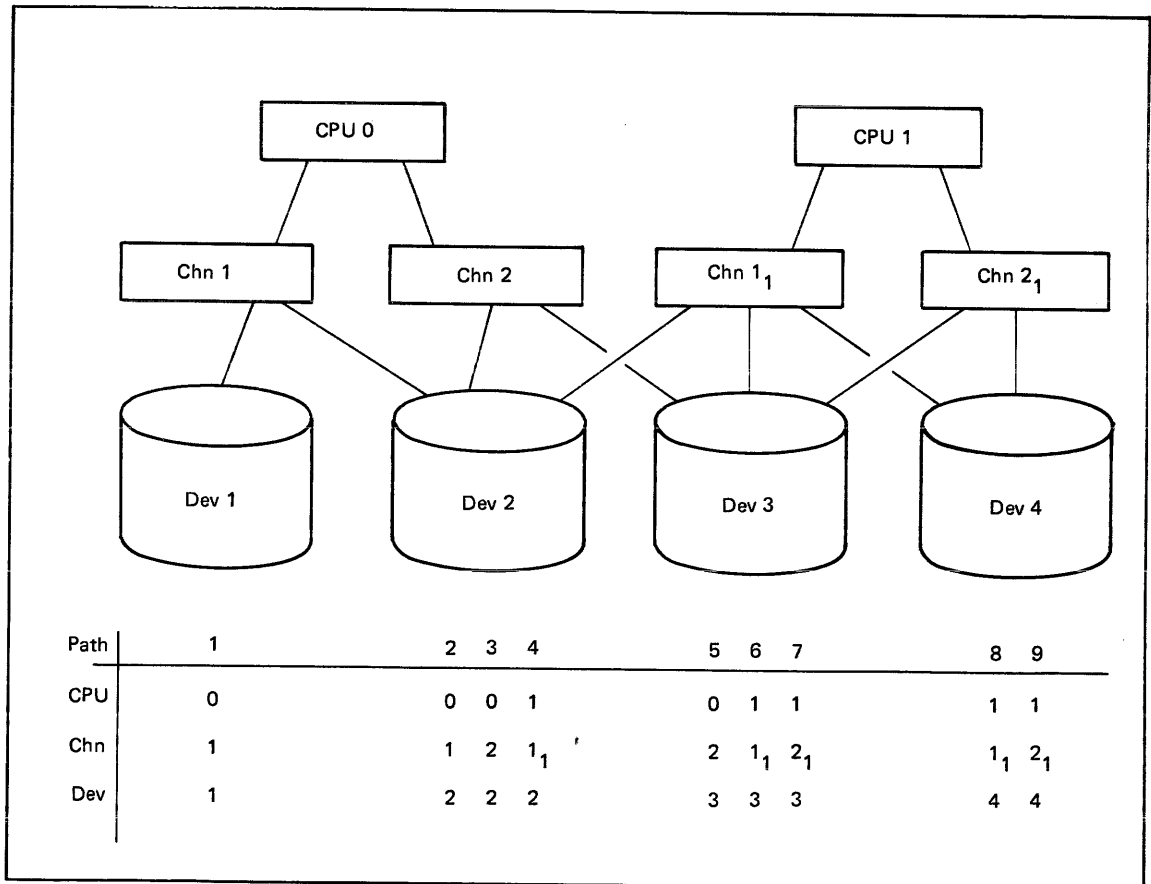 CPU 0
CPU 1
Chn 1
Chn 2
Chn 1₁
Chn 2₁
Dev 1
Dev 2
Dev 3
Dev 4
Path 1 2 3 4 5 6 7 8 9
CPU 0 0 0 1 0 1 1 1 1
Chn 1 1 2 1₁ 2 1₁ 2₁ 1₁ 2₁
Dev 1 2 2 2 3 3 3 4 4